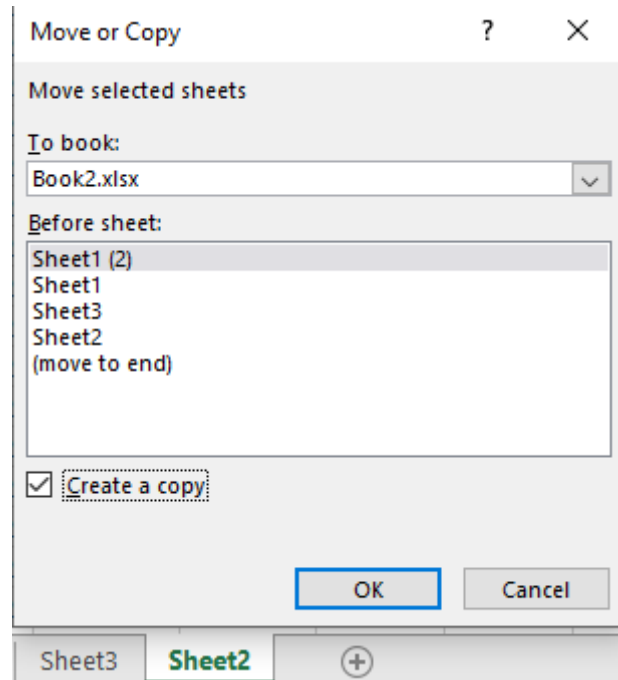 Move or Copy ?
Move selected sheets
To book:
Book2.xlsx
Before sheet:
Sheet1 (2)
Sheet1
Sheet3
Sheet2
(move to end)
Create a copy
OK Cancel
Sheet3 Sheet2